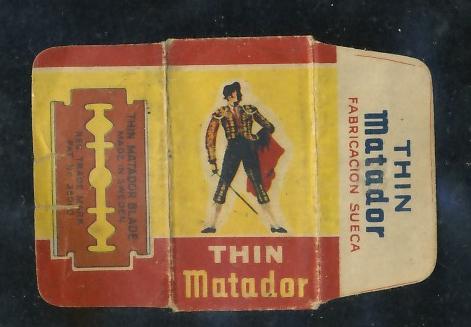 THIN MATADOR BLADE
MADE IN SWEDEN
REG. TRADE MARK
THIN
Matador
THIN
Matador
FABRICACION SUECA